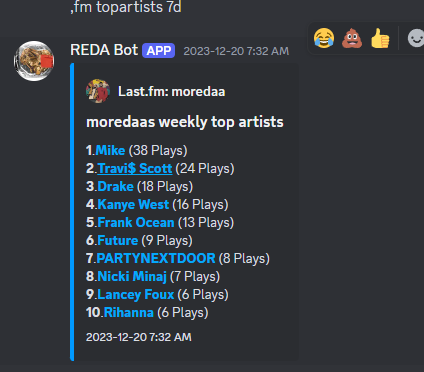 ,fm topartists 7d
REDA Bot APP 2023-12-20 7:32 AM
Last.fm: moredaa
moredaas weekly top artists
1.Mike (38 Plays)
2.Travi$ Scott (24 Plays)
3.Drake (18 Plays)
4.Kanye West (16 Plays)
5.Frank Ocean (13 Plays)
6.Future (9 Plays)
7.PARTYNEXTDOOR (8 Plays)
8.Nicki Minaj (7 Plays)
9.Lancey Foux (6 Plays)
10.Rihanna (6 Plays)
2023-12-20 7:32 AM